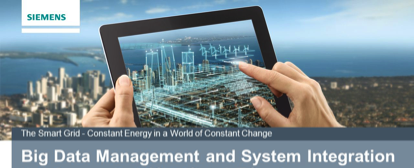 SIEMENS
The Smart Grid - Constant Energy in a World of Constant Change
Big Data Management and System Integration